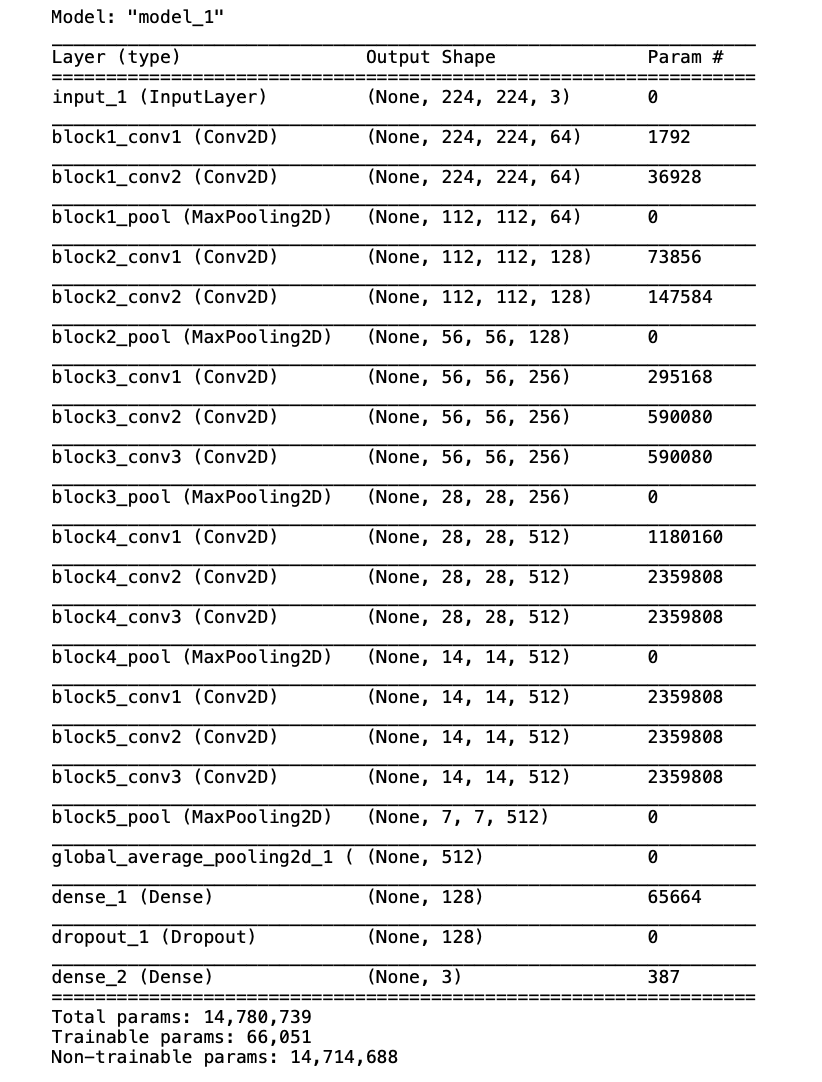 Model: "model_1"
Layer (type) Output Shape Param #
input_1 (InputLayer) (None, 224, 224, 3) 0
block1_conv1 (Conv2D) (None, 224, 224, 64) 1792
block1_conv2 (Conv2D) (None, 224, 224, 64) 36928
block1_pool (MaxPooling2D) (None, 112, 112, 64) 0
block2_conv1 (Conv2D) (None, 112, 112, 128) 73856
block2_conv2 (Conv2D) (None, 112, 112, 128) 147584
block2_pool (MaxPooling2D) (None, 56, 56, 128) 0
block3_conv1 (Conv2D) (None, 56, 56, 256) 295168
block3_conv2 (Conv2D) (None, 56, 56, 256) 590080
block3_conv3 (Conv2D) (None, 56, 56, 256) 590080
block3_pool (MaxPooling2D) (None, 28, 28, 256) 0
block4_conv1 (Conv2D) (None, 28, 28, 512) 1180160
block4_conv2 (Conv2D) (None, 28, 28, 512) 2359808
block4_conv3 (Conv2D) (None, 28, 28, 512) 2359808
block4_pool (MaxPooling2D) (None, 14, 14, 512) 0
block5_conv1 (Conv2D) (None, 14, 14, 512) 2359808
block5_conv2 (Conv2D) (None, 14, 14, 512) 2359808
block5_conv3 (Conv2D) (None, 14, 14, 512) 2359808
block5_pool (MaxPooling2D) (None, 7, 7, 512) 0
global_average_pooling2d_1 ( (None, 512) 0
dense_1 (Dense) (None, 128) 65664
dropout_1 (Dropout) (None, 128) 0
dense_2 (Dense) (None, 3) 387
Total params: 14,780,739
Trainable params: 66,051
Non-trainable params: 14,714,688